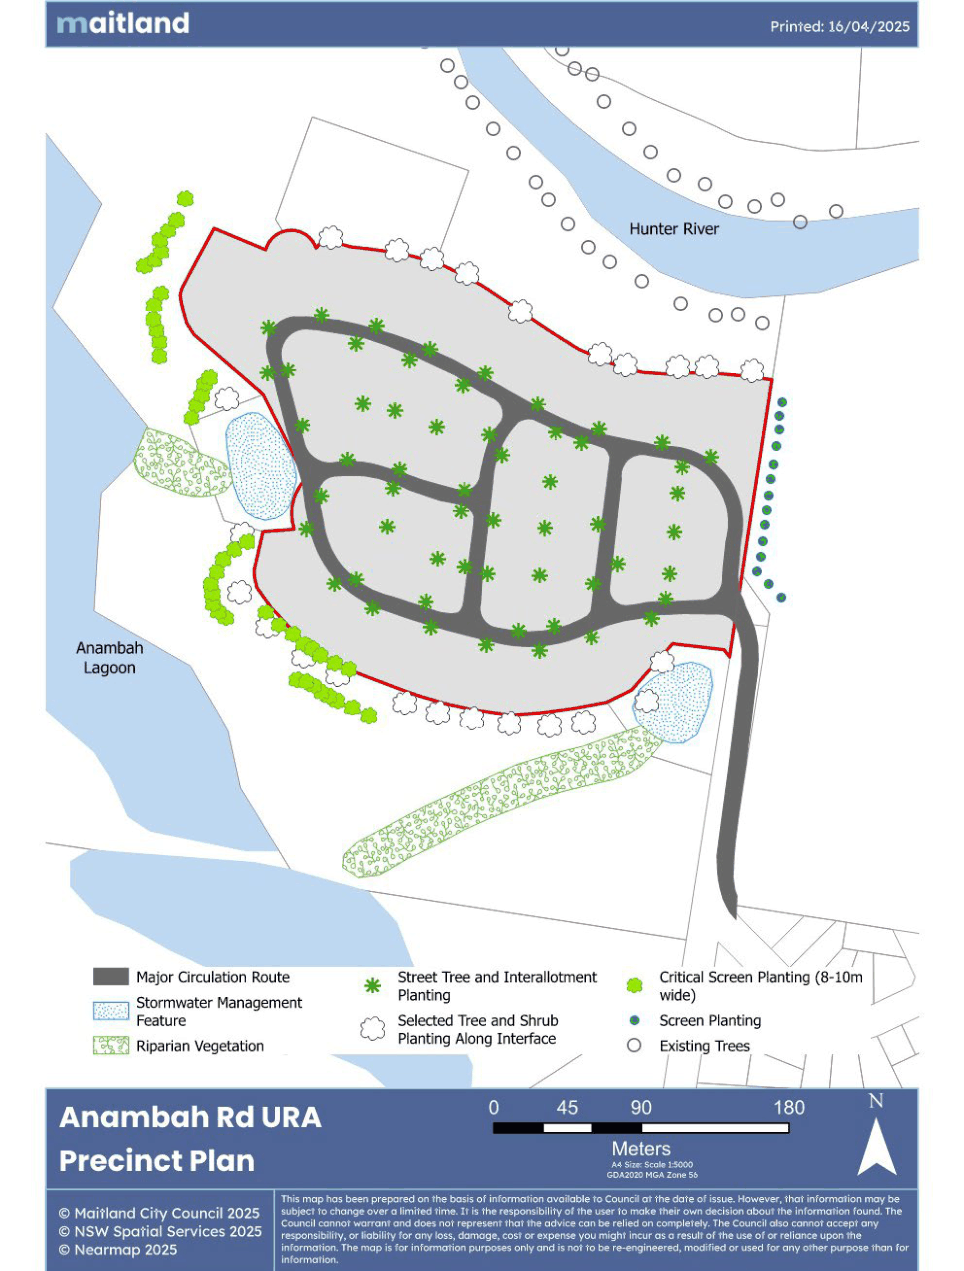 maitland
Printed: 16/04/2025
Hunter River
Anambah
Lagoon
Major Circulation Route
Stormwater Management
Feature
Riparian Vegetation
Street Tree and Interallotment
Planting
Selected Tree and Shrub
Planting Along Interface
Critical Screen Planting (8-10m
wide)
Screen Planting
Existing Trees
Anambah Rd URA
Precinct Plan
0 45 90 180
Meters
A4 Size: Scale 1:5000
GDA2020 MGA Zone 56
N
© Maitland City Council 2025
© NSW Spatial Services 2025
© Nearmap 2025
This map has been prepared on the basis of information available to Council at the date of issue. However, that information may be
subject to change over a limited time. It is the responsibility of the user to make their own decision about the information found. The
Council cannot warrant and does not represent that the advice can be relied on completely. The Council also cannot accept any
responsibility, or liability for any loss, damage, cost or expense you might incur as a result of the use of or reliance upon the
information. The map is for information purposes only and is not to be re-engineered, modified or used for any other purpose than for
information.